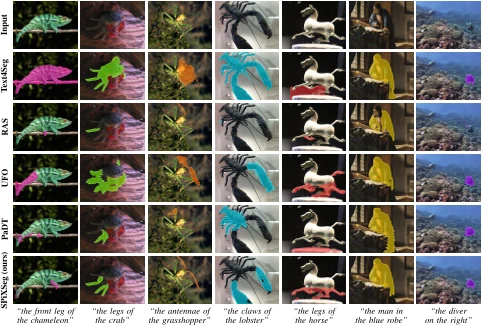 Input
Text4Seg
RAS
UFO
PaDT
SPiXSeg (ours)
"the front leg of
the chameleon"
"the legs of
the crab"
"the antennae of
the grasshopper"
"the claws of
the lobster"
"the legs of
the horse"
"the man in
the blue robe"
"the diver
on the right"